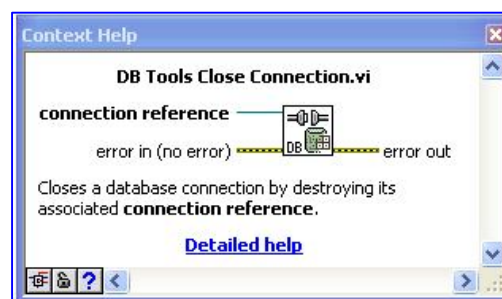 Context Help
DB Tools Close Connection.vi
connection reference
DB
error in (no error)
error out
Closes a database connection by destroying its
associated connection reference.
Detailed help
?